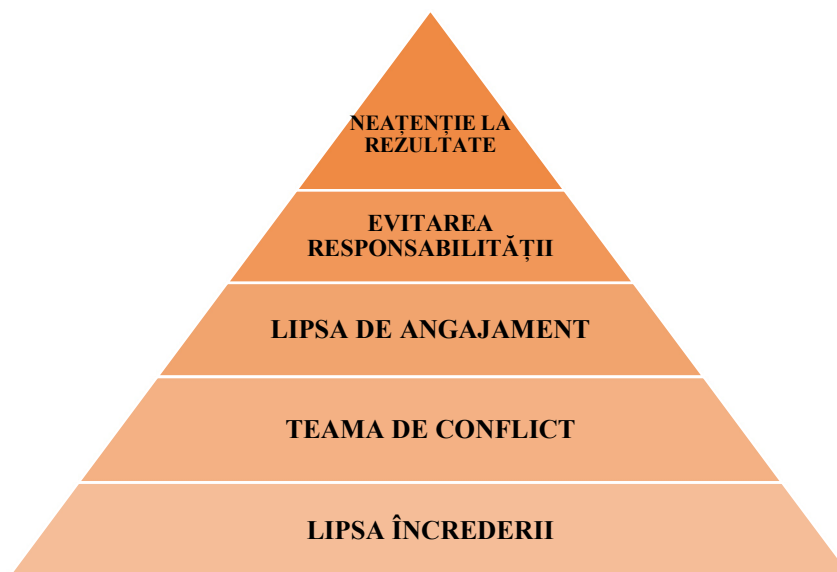 NEAȚENȚIE LA
REZULTATE
EVITAREA
RESPONSABILITĂȚII
LIPSA DE ANGAJAMENT
TEAMA DE CONFLICT
LIPSA ÎNCREDERII